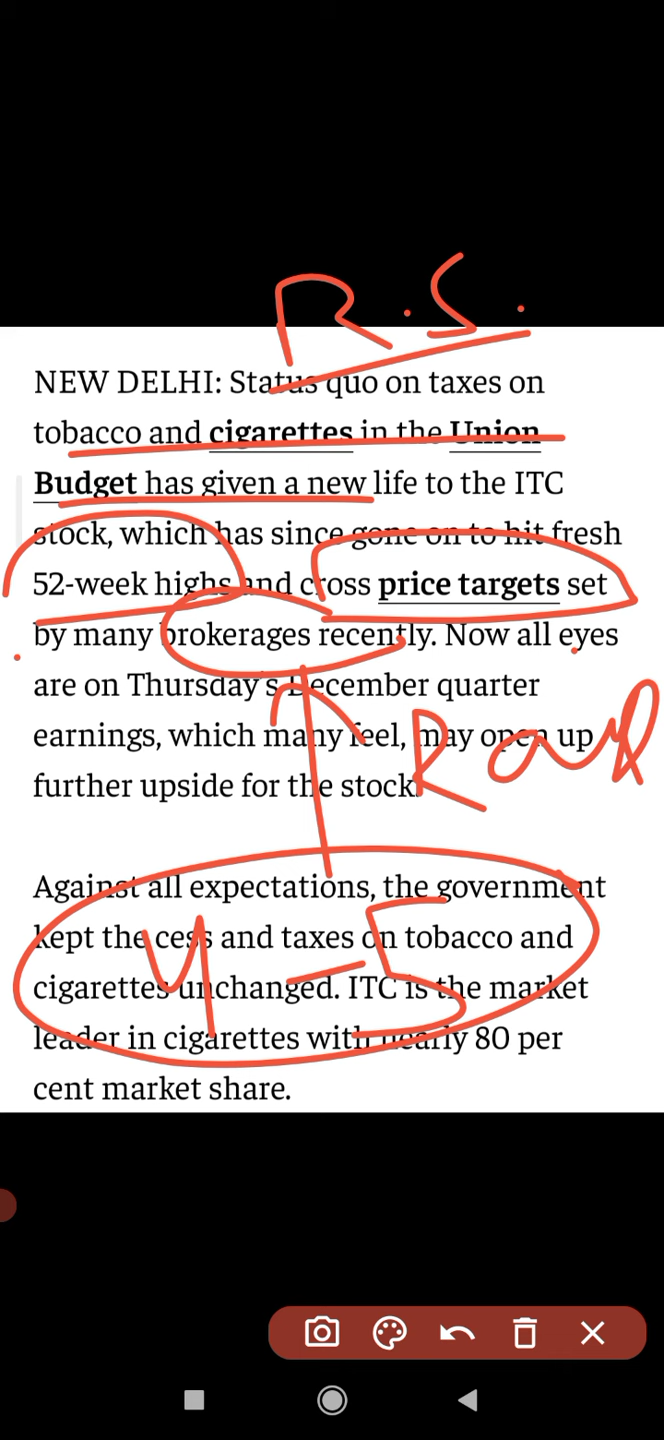 R.S.
NEW DELHI: Status quo on taxes on
tobacco and cigarettes in the Union
Budget has given a new life to the ITC
stock, which has since gone on to hit fresh
52-week highs and cross price targets set
by many brokerages recently. Now all eyes
are on Thursday's December quarter
earnings, which many feel, may open up
further upside for the stock.
Against all expectations, the government
kept the cess and taxes on tobacco and
cigarettes unchanged. ITC is the market
leader in cigarettes with nearly 80 per
cent market share.